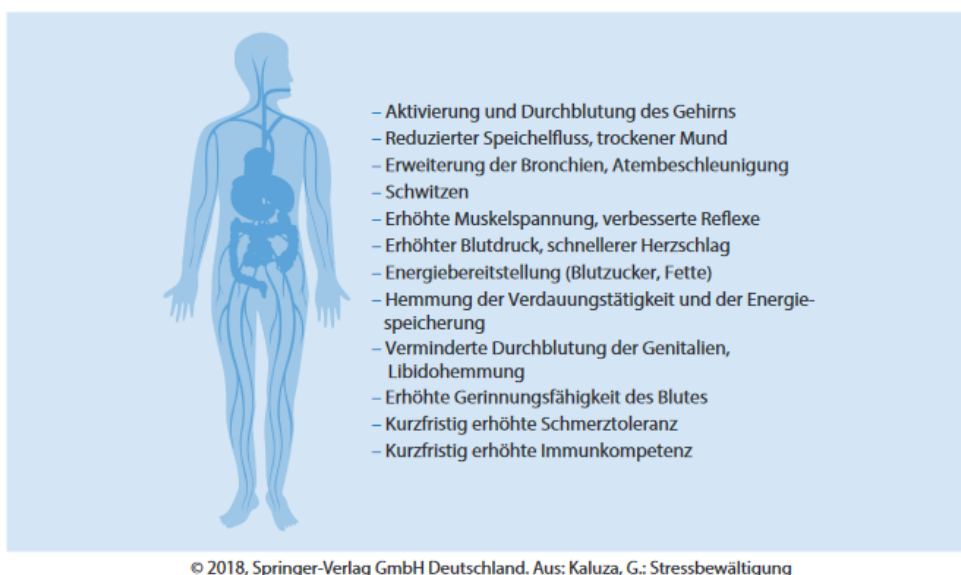 – Aktivierung und Durchblutung des Gehirns
– Reduzierter Speichelfluss, trockener Mund
– Erweiterung der Bronchien, Atembeschleunigung
– Schwitzen
– Erhöhte Muskelspannung, verbesserte Reflexe
– Erhöhter Blutdruck, schnellerer Herzschlag
– Energiebereitstellung (Blutzucker, Fette)
– Hemmung der Verdauungstätigkeit und der Energie-
speicherung
– Verminderte Durchblutung der Genitalien,
Libidohemmung
– Erhöhte Gerinnungsfähigkeit des Blutes
– Kurzfristig erhöhte Schmerztoleranz
– Kurzfristig erhöhte Immunkompetenz
© 2018, Springer-Verlag GmbH Deutschland. Aus: Kaluza, G.: Stressbewältigung